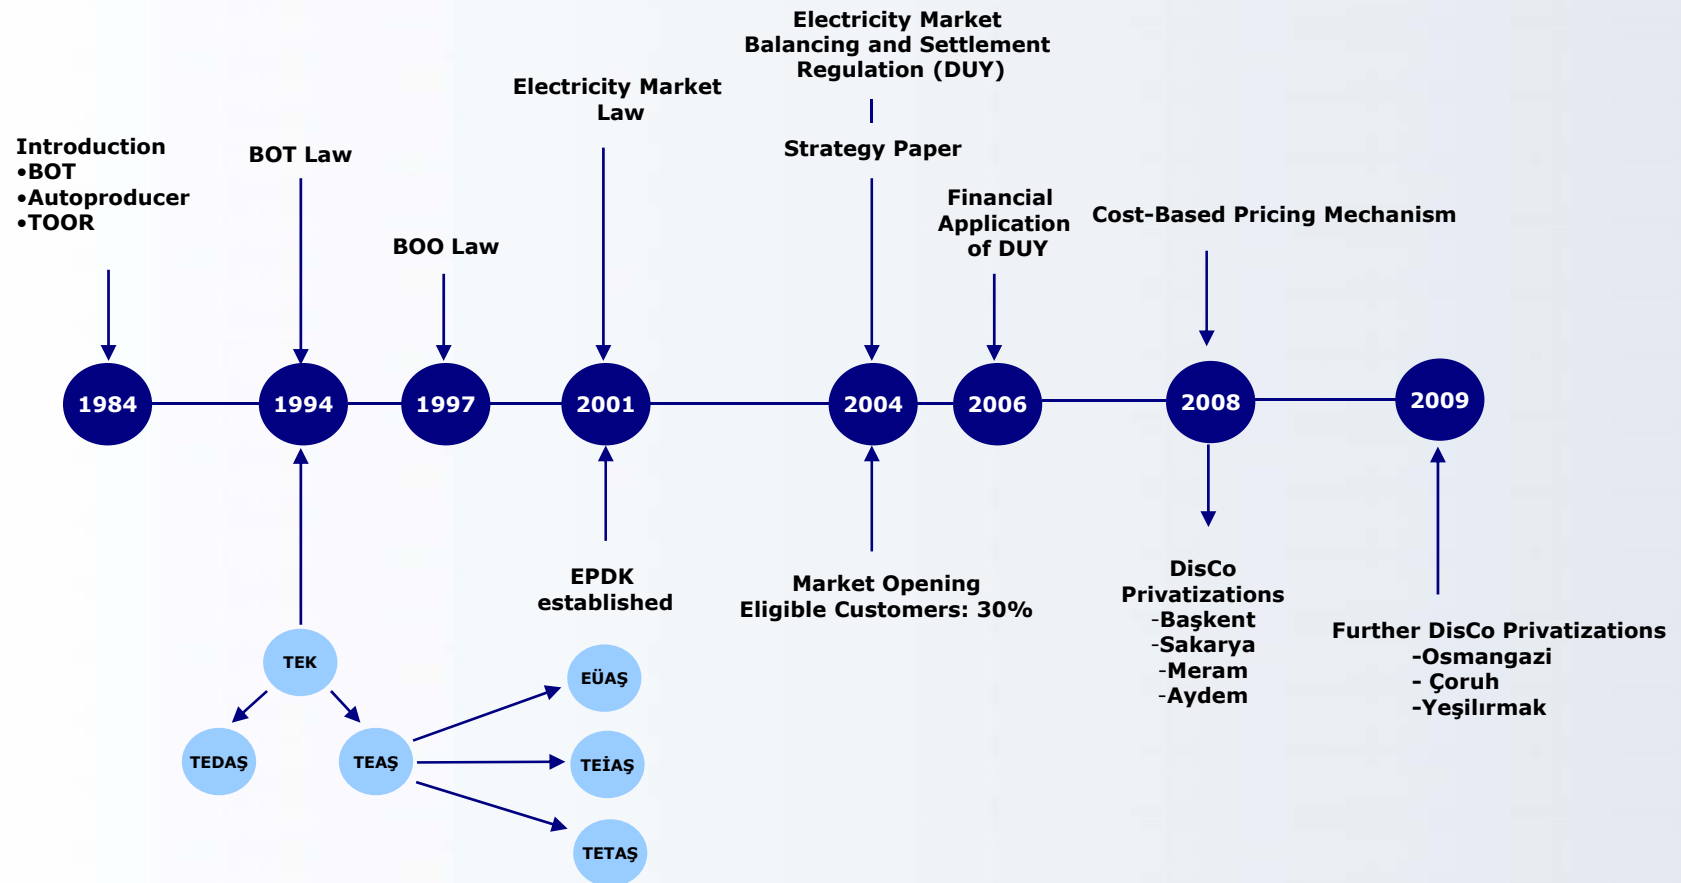 Electricity Market
Balancing and Settlement
Regulation (DUY)
Electricity Market
Law
Introduction
•BOT
•Autoproducer
•TOOR
BOT Law
Strategy Paper
BOO Law
Financial
Application
of DUY
Cost-Based Pricing Mechanism
1984
1994
1997
2001
2004
2006
2008
2009
EPDK
established
Market Opening
Eligible Customers: 30%
DisCo
Privatizations
-Başkent
-Sakarya
-Meram
-Aydem
Further DisCo Privatizations
-Osmangazi
- Çoruh
-Yeşilırmak
TEK
TEDAŞ
TEAŞ
EÜAŞ
TEİAŞ
TETAŞ